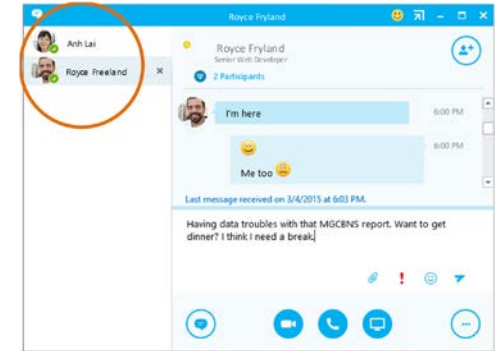 Royce Fryland
Anh Lai
Royce Freeland
Royce Fryland
Senior Web Developer
2 Participants
I'm here
6:00 PM
6:00 PM
Me too
Last message received on 3/4/2015 at 6:03 PM.
Having data troubles with that MGCBNS report. Want to get
dinner? I think I need a break.